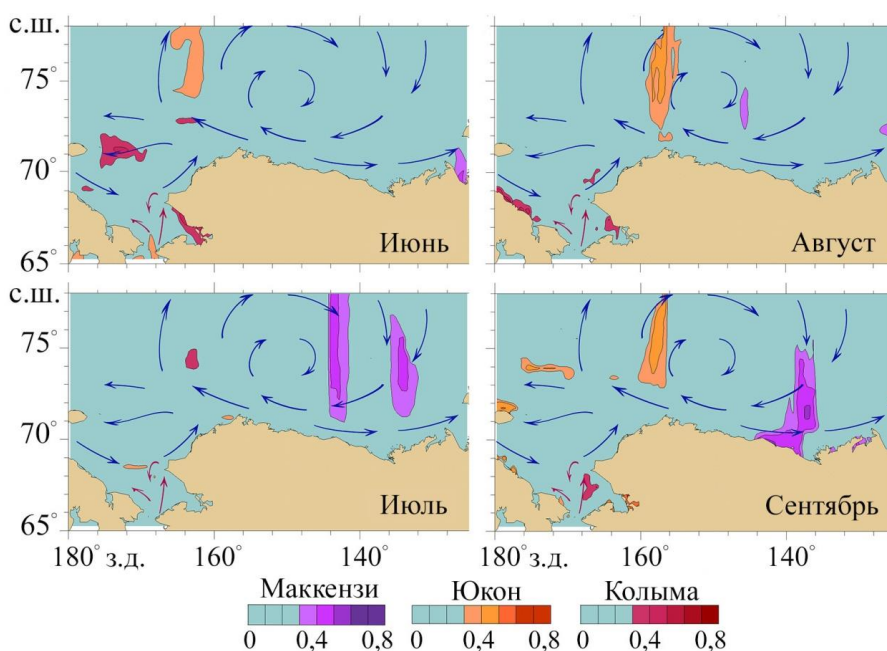 с.ш.
75°
70°
65°
Июнь
Август
с.ш.
75°
70°
65°
Июль
Сентябрь
180° з.д. 160° 140° 180° з.д. 160° 140°
Маккензи Юкон Колыма
0 0,4 0,8 0 0,4 0,8 0 0,4 0,8